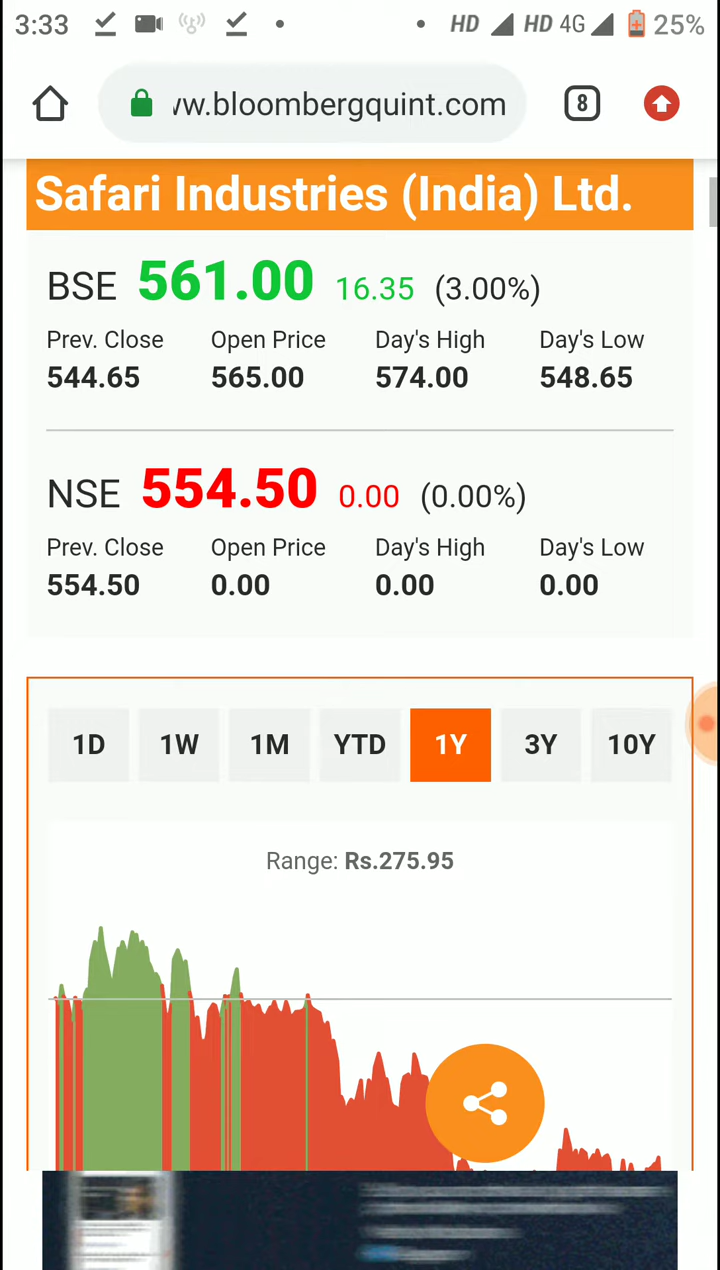 3:33 HD HD 4G 25%
vw.bloombergquint.com 8
Safari Industries (India) Ltd.
BSE 561.00 16.35 (3.00%)
Prev. Close Open Price Day's High Day's Low
544.65 565.00 574.00 548.65
NSE 554.50 0.00 (0.00%)
Prev. Close Open Price Day's High Day's Low
554.50 0.00 0.00 0.00
1D 1W 1M YTD 1Y 3Y 10Y
Range: Rs.275.95